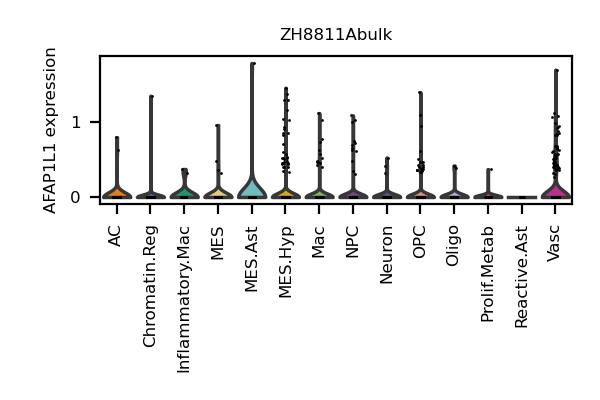 ZH8811Abulk
AFAP1L1 expression
1
0
AC
Chromatin.Reg
Inflammatory.Mac
MES
MES.Ast
MES.Hyp
Mac
NPC
Neuron
OPC
Oligo
Prolif.Metab
Reactive.Ast
Vasc